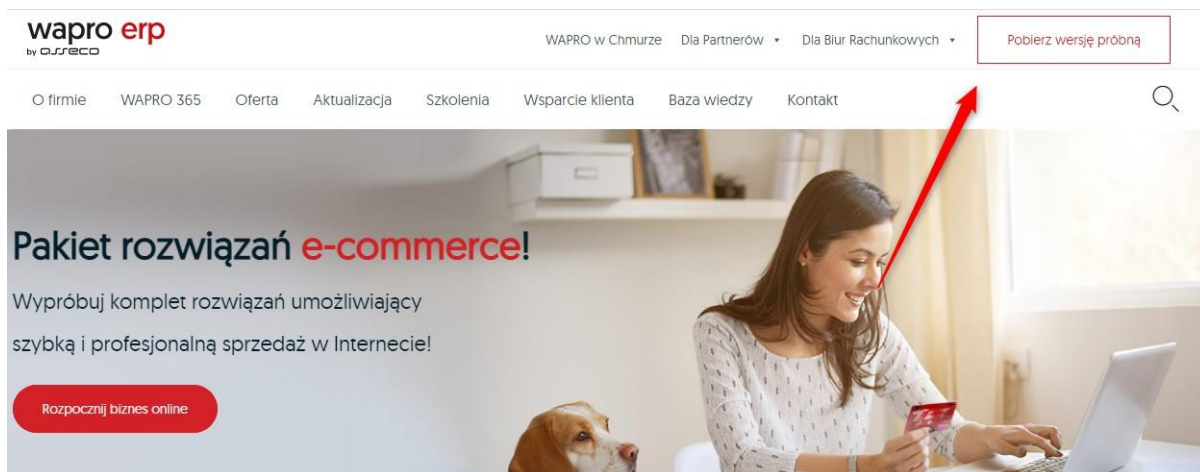 wapro erp
by asseco
WAPRO w Chmurze Dla Partnerów Dla Biur Rachunkowych Pobierz wersję próbną
O firmie WAPRO 365 Oferta Aktualizacja Szkolenia Wsparcie klienta Baza wiedzy Kontakt
Pakiet rozwiązań e-commerce!
Wypróbuj komplet rozwiązań umożliwiający
szybką i profesjonalną sprzedaż w Internecie!
Rozpocznij biznes online